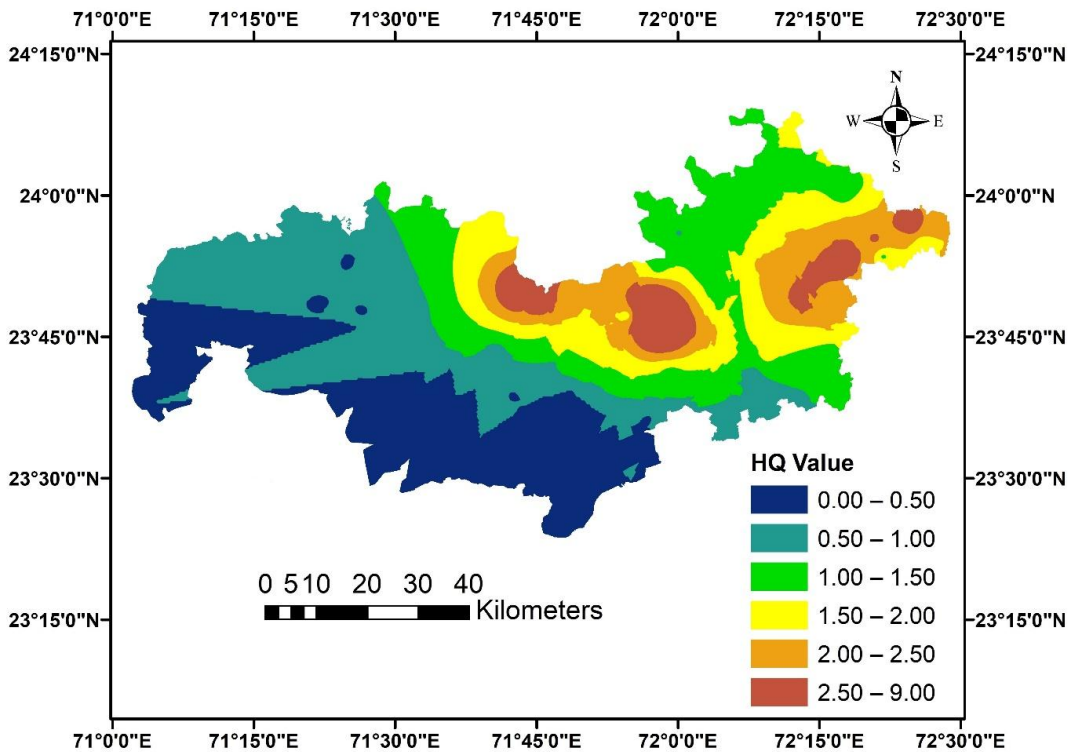 71°0'0"E 71°15'0"E 71°30'0"E 71°45'0"E 72°0'0"E 72°15'0"E 72°30'0"E
24°15'0"N 24°15'0"N
N
W E
S
24°0'0"N 24°0'0"N
23°45'0"N 23°45'0"N
23°30'0"N 23°30'0"N
HQ Value
0.00 – 0.50
0.50 – 1.00
1.00 – 1.50
1.50 – 2.00
2.00 – 2.50
2.50 – 9.00
0 5 10 20 30 40
Kilometers
23°15'0"N 23°15'0"N
71°0'0"E 71°15'0"E 71°30'0"E 71°45'0"E 72°0'0"E 72°15'0"E 72°30'0"E